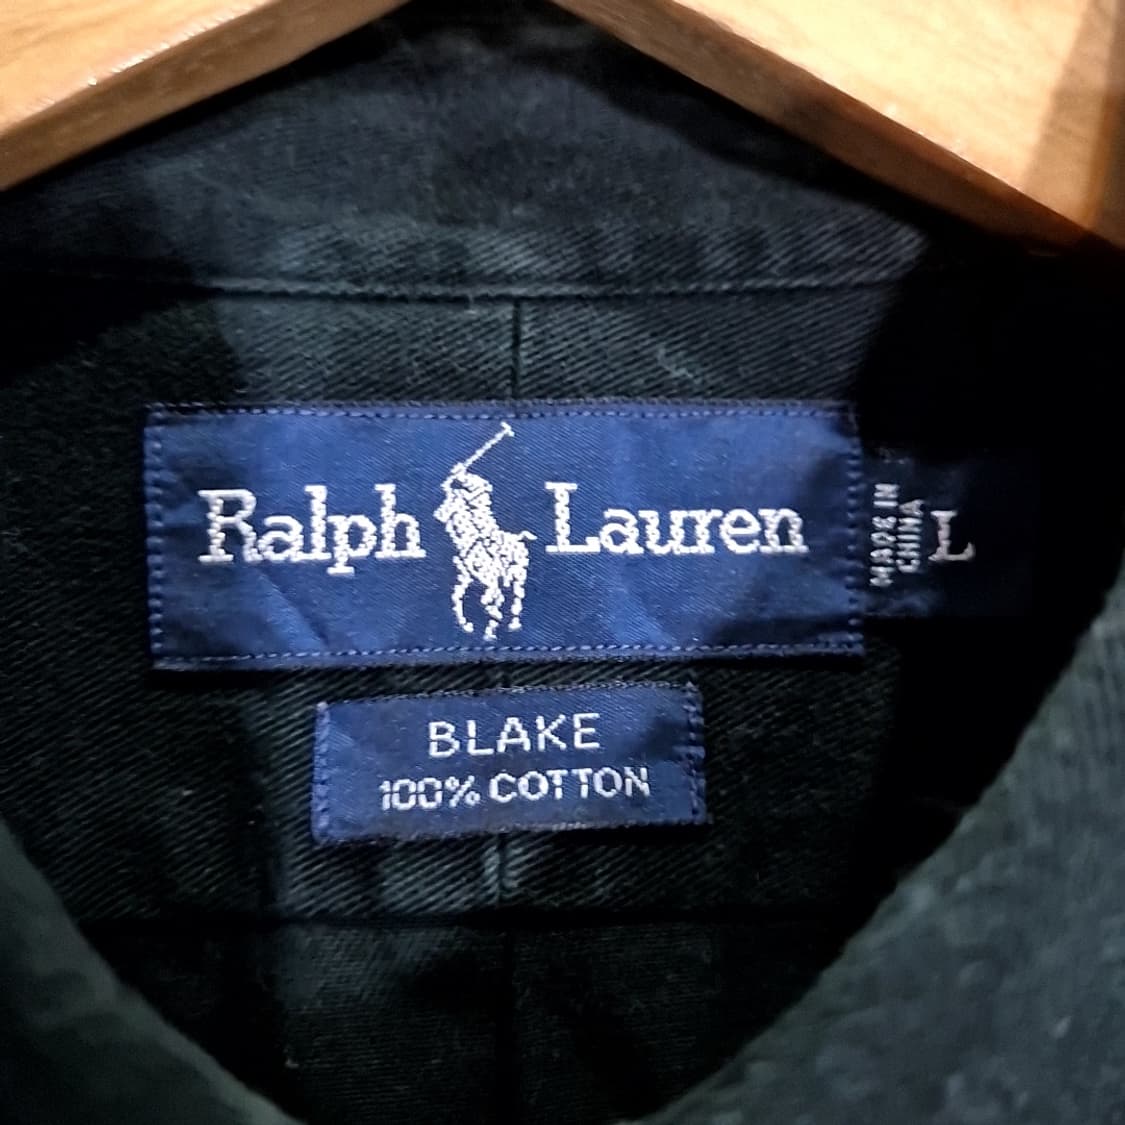 Ralph Lauren
MADE IN
CHINA
L
BLAKE
100% COTTON